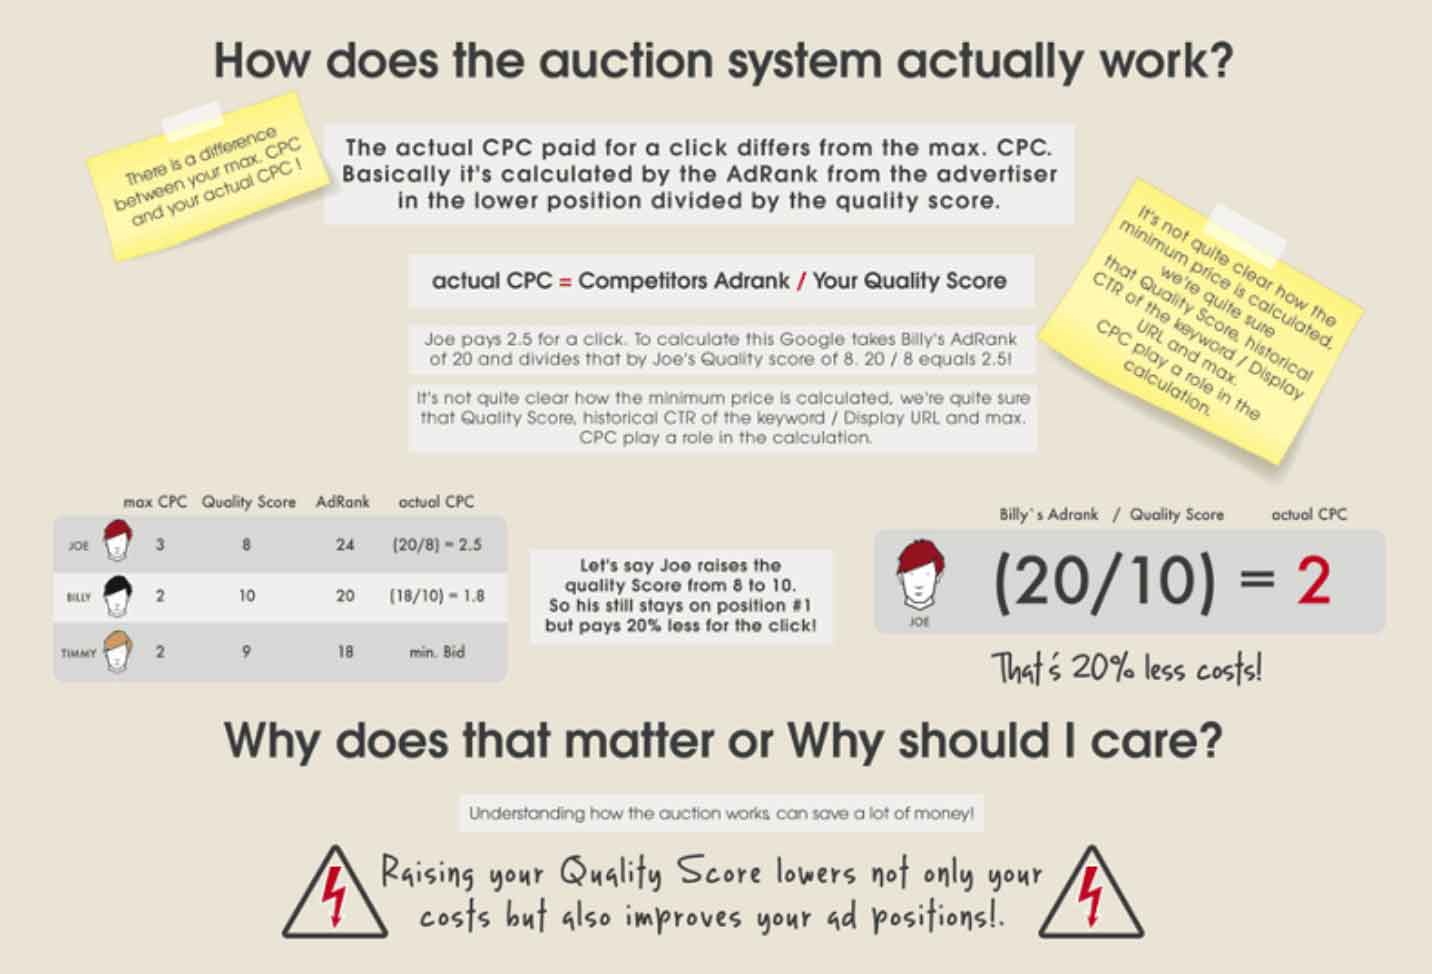 How does the auction system actually work?
There is a difference
between your max. CPC
and your actual CPC !
The actual CPC paid for a click differs from the max. CPC.
Basically it's calculated by the AdRank from the advertiser
in the lower position divided by the quality score.
It's not quite clear how the
minimum price is calculated,
we're quite sure
that Quality Score, historical
CTR of the keyword / Display
URL and max.
CPC play a role in the
calculation.
actual CPC = Competitors Adrank / Your Quality Score
Joe pays 2.5 for a click. To calculate this Google takes Billy's AdRank
of 20 and divides that by Joe's Quality score of 8. 20 / 8 equals 2.5!
It's not quite clear how the minimum price is calculated, we're quite sure
that Quality Score, historical CTR of the keyword / Display URL and max.
CPC play a role in the calculation.
max CPC Quality Score AdRank actual CPC
JOE 3 8 24 (20/8) = 2.5
BILLY 2 10 20 (18/10) = 1.8
TIMMY 2 9 18 min. Bid
Let's say Joe raises the
quality Score from 8 to 10.
So his still stays on position #1
but pays 20% less for the click!
Billy`s Adrank / Quality Score actual CPC
JOE (20/10) = 2
That´s 20% less costs!
Why does that matter or Why should I care?
Understanding how the auction works, can save a lot of money!
Raising your Quality Score lowers not only your
costs but also improves your ad positions!.